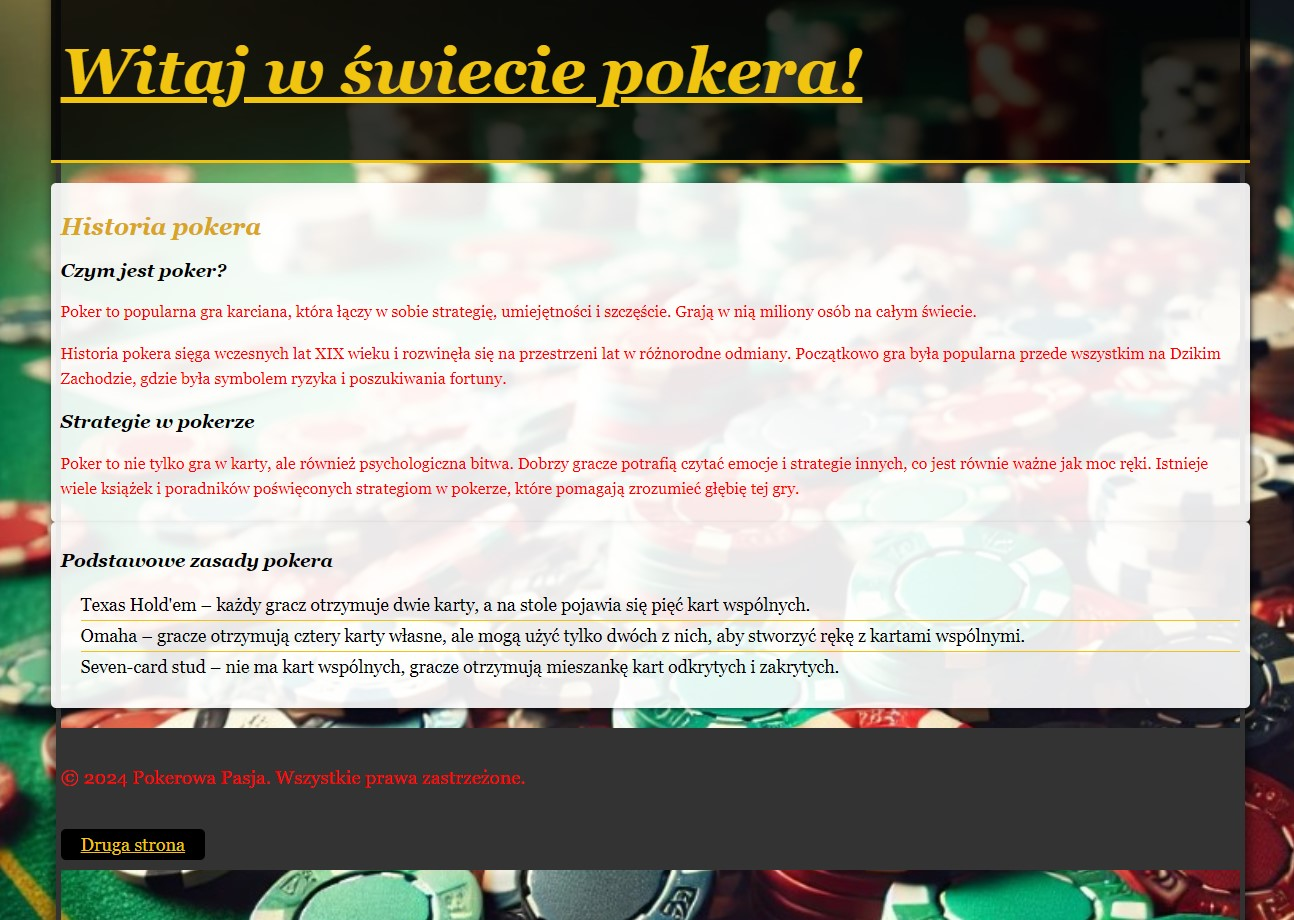 Witaj w świecie pokera!
Historia pokera
Czym jest poker?
Poker to popularna gra karciana, która łączy w sobie strategię, umiejętności i szczęście. Grają w nią miliony osób na całym świecie.
Historia pokera sięga wczesnych lat XIX wieku i rozwinęła się na przestrzeni lat w różnorodne odmiany. Początkowo gra była popularna przede wszystkim na Dzikim
Zachodzie, gdzie była symbolem ryzyka i poszukiwania fortuny.
Strategie w pokerze
Poker to nie tylko gra w karty, ale również psychologiczna bitwa. Dobrzy gracze potrafią czytać emocje i strategie innych, co jest równie ważne jak moc ręki. Istnieje
wiele książek i poradników poświęconych strategiom w pokerze, które pomagają zrozumieć głębię tej gry.
Podstawowe zasady pokera
Texas Hold'em – każdy gracz otrzymuje dwie karty, a na stole pojawia się pięć kart wspólnych.
Omaha – gracze otrzymują cztery karty własne, ale mogą użyć tylko dwóch z nich, aby stworzyć rękę z kartami wspólnymi.
Seven-card stud – nie ma kart wspólnych, gracze otrzymują mieszankę kart odkrytych i zakrytych.
© 2024 Pokerowa Pasja. Wszystkie prawa zastrzeżone.
Druga strona